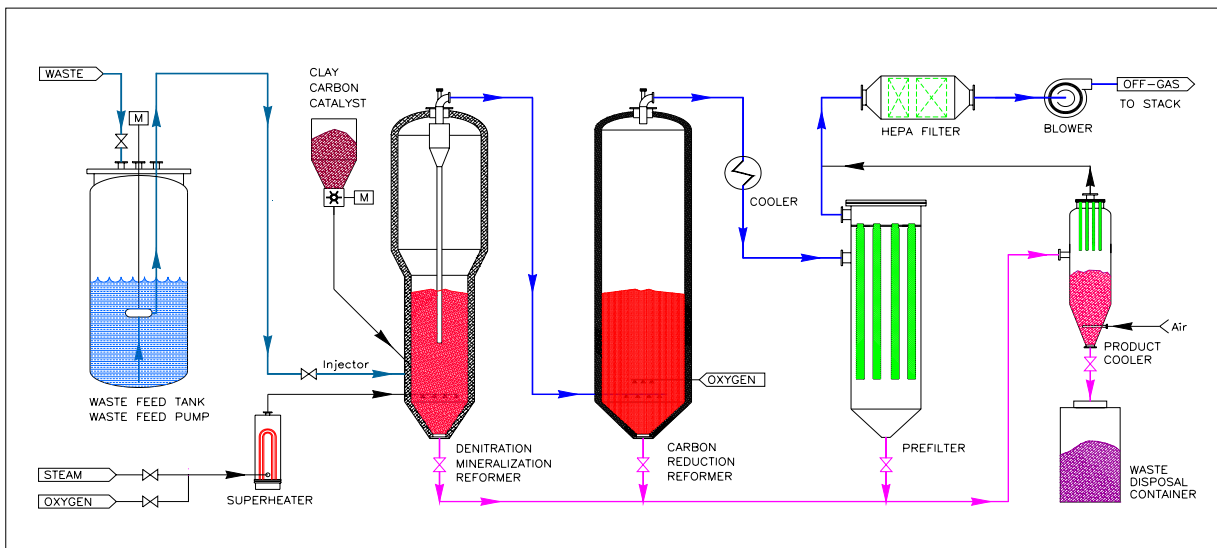 WASTE
M
CLAY
CARBON
CATALYST
M
HEPA FILTER
BLOWER
OFF-GAS
TO STACK
COOLER
Injector
OXYGEN
Air
PRODUCT
COOLER
WASTE FEED TANK
WASTE FEED PUMP
DENITRATION
MINERALIZATION
REFORMER
CARBON
REDUCTION
REFORMER
PREFILTER
WASTE
DISPOSAL
CONTAINER
STEAM
OXYGEN
SUPERHEATER